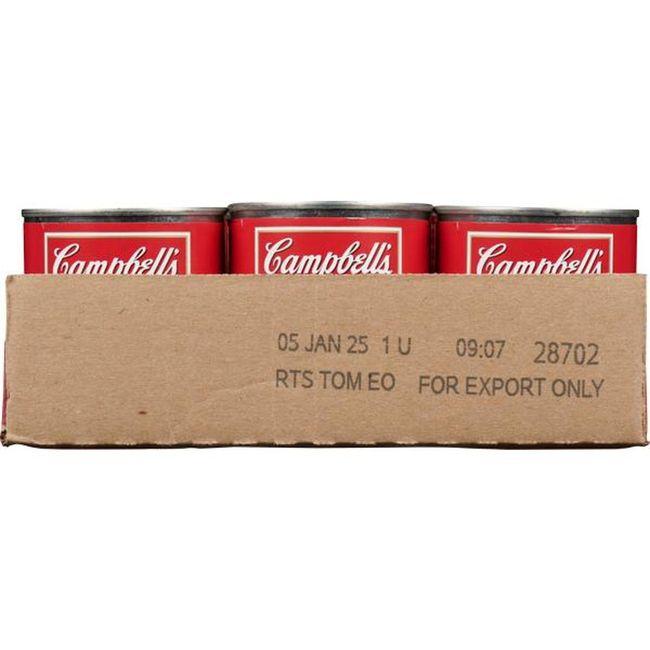 Campbell's Campbell's Campbell's
05 JAN 25 1 U 09:07 28702
RTS TOM EO FOR EXPORT ONLY